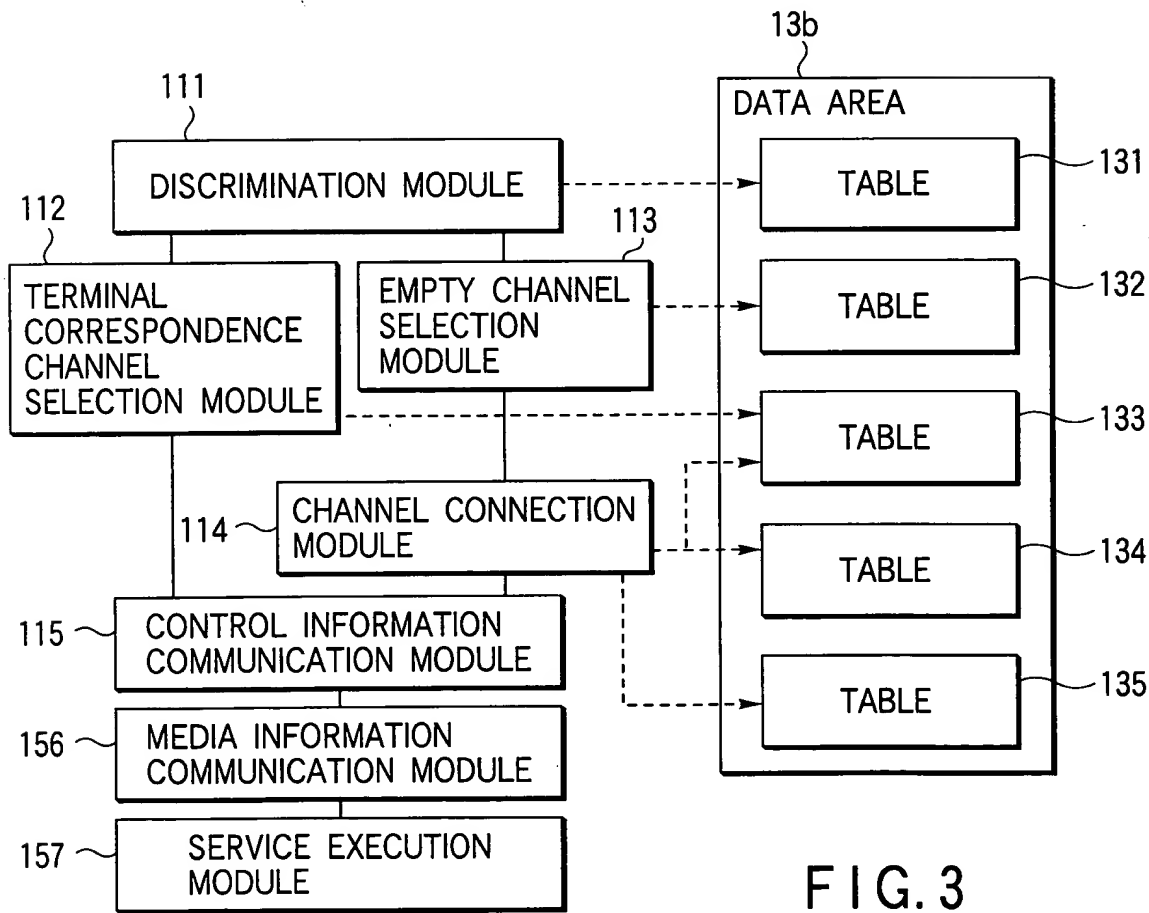 13b
111
DATA AREA
DISCRIMINATION MODULE
TABLE
131
112
113
TERMINAL
CORRESPONDENCE
CHANNEL
SELECTION MODULE
EMPTY CHANNEL
SELECTION
MODULE
TABLE
132
TABLE
133
114
CHANNEL CONNECTION
MODULE
TABLE
134
115
CONTROL INFORMATION
COMMUNICATION MODULE
TABLE
135
156
MEDIA INFORMATION
COMMUNICATION MODULE
157
SERVICE EXECUTION
MODULE
FIG. 3